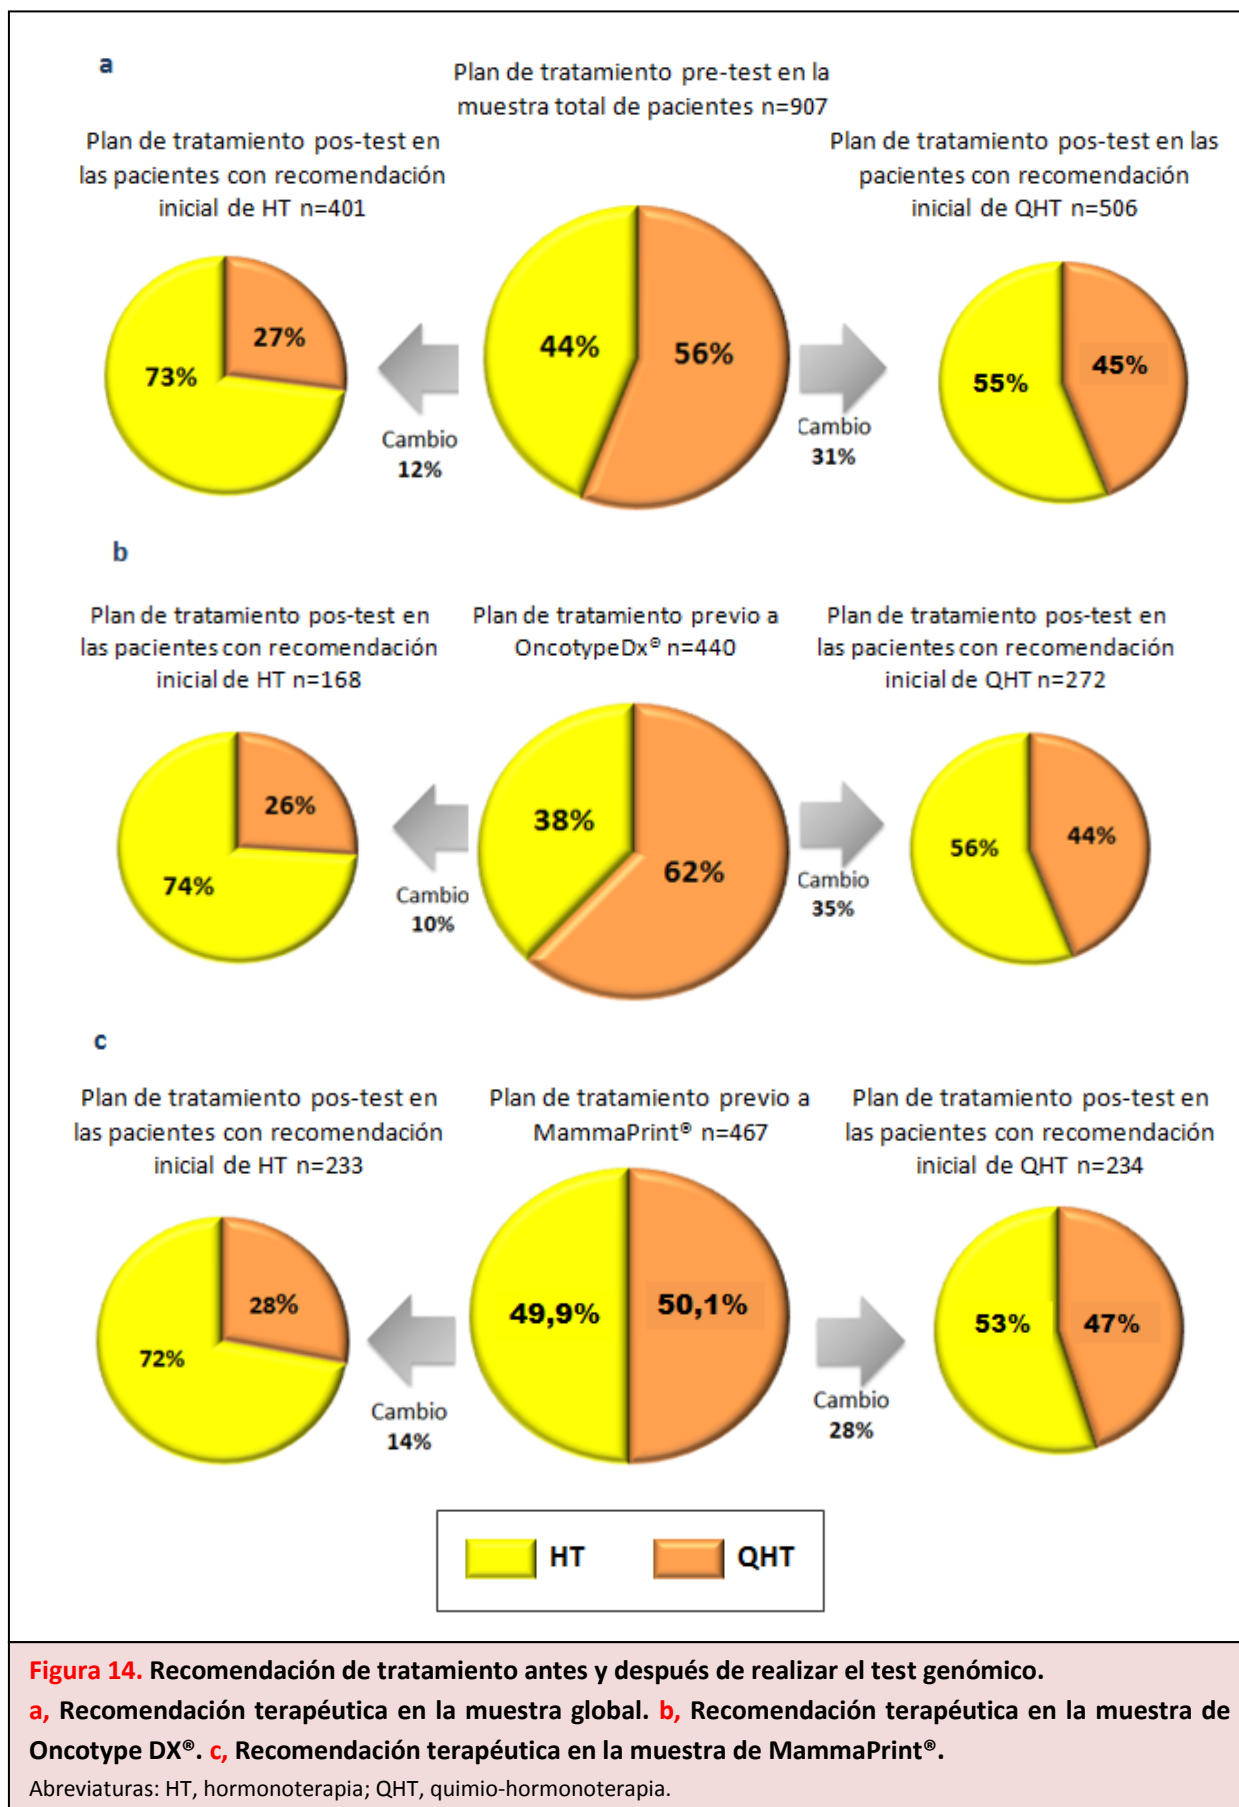 a
Plan de tratamiento pre-test en la
muestra total de pacientes n=907
Plan de tratamiento pos-test en
las pacientes con recomendación
inicial de HT n=401
Plan de tratamiento pos-test en las
pacientes con recomendación
inicial de QHT n=506
73%
27%
Cambio
12%
44%
56%
Cambio
31%
55%
45%
b
Plan de tratamiento pos-test en
las pacientes con recomendación
inicial de HT n=168
Plan de tratamiento previo a
OncotypeDx® n=440
Plan de tratamiento pos-test en
las pacientes con recomendación
inicial de QHT n=272
74%
26%
Cambio
10%
38%
62%
Cambio
35%
56%
44%
c
Plan de tratamiento pos-test en
las pacientes con recomendación
inicial de HT n=233
Plan de tratamiento previo a
MammaPrint® n=467
Plan de tratamiento pos-test en
las pacientes con recomendación
inicial de QHT n=234
72%
28%
Cambio
14%
49,9%
50,1%
Cambio
28%
53%
47%
HT
QHT
Figura 14. Recomendación de tratamiento antes y después de realizar el test genómico.
a, Recomendación terapéutica en la muestra global. b, Recomendación terapéutica en la muestra de
Oncotype DX®. c, Recomendación terapéutica en la muestra de MammaPrint®.
Abreviaturas: HT, hormonoterapia; QHT, quimio-hormonoterapia.